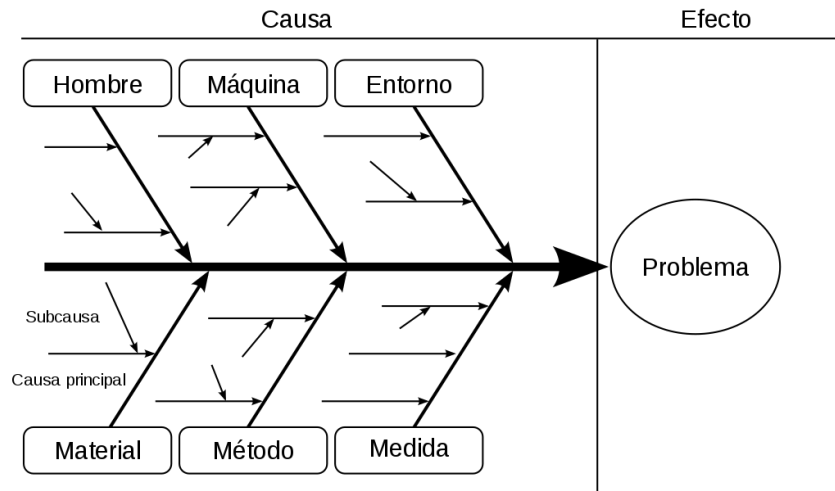 Causa
Efecto
Hombre
Máquina
Entorno
Problema
Subcausa
Causa principal
Material
Método
Medida